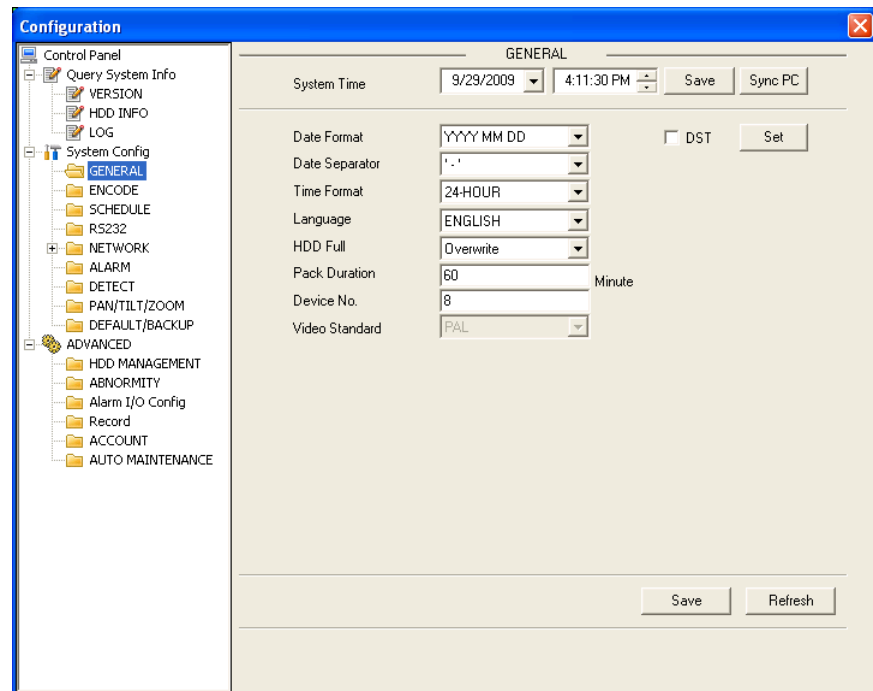 Configuration
Control Panel
Query System Info
VERSION
HDD INFO
LOG
System Config
GENERAL
ENCODE
SCHEDULE
RS232
NETWORK
ALARM
DETECT
PAN/TILT/ZOOM
DEFAULT/BACKUP
ADVANCED
HDD MANAGEMENT
ABNORMITY
Alarm I/O Config
Record
ACCOUNT
AUTO MAINTENANCE
GENERAL
System Time 9/29/2009 4:11:30 PM Save Sync PC
Date Format YYYY MM DD DST Set
Date Separator '-'
Time Format 24-HOUR
Language ENGLISH
HDD Full Overwrite
Pack Duration 60 Minute
Device No. 8
Video Standard PAL
Save Refresh